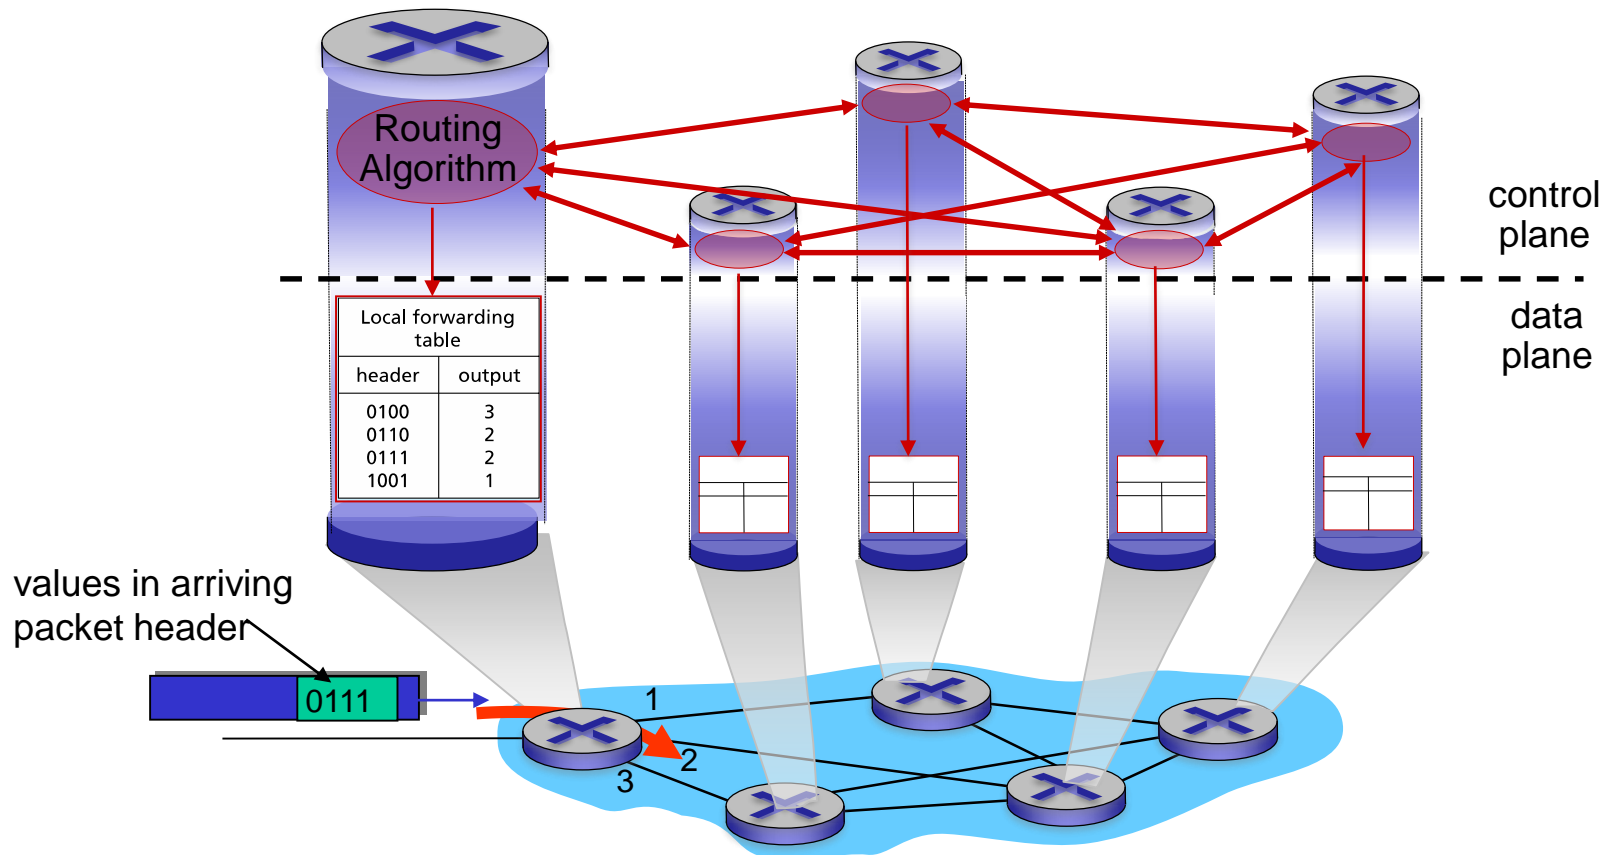 Routing
Algorithm
control
plane
data
plane
Local forwarding
table
header output
0100 3
0110 2
0111 2
1001 1
values in arriving
packet header
0111
1
2
3